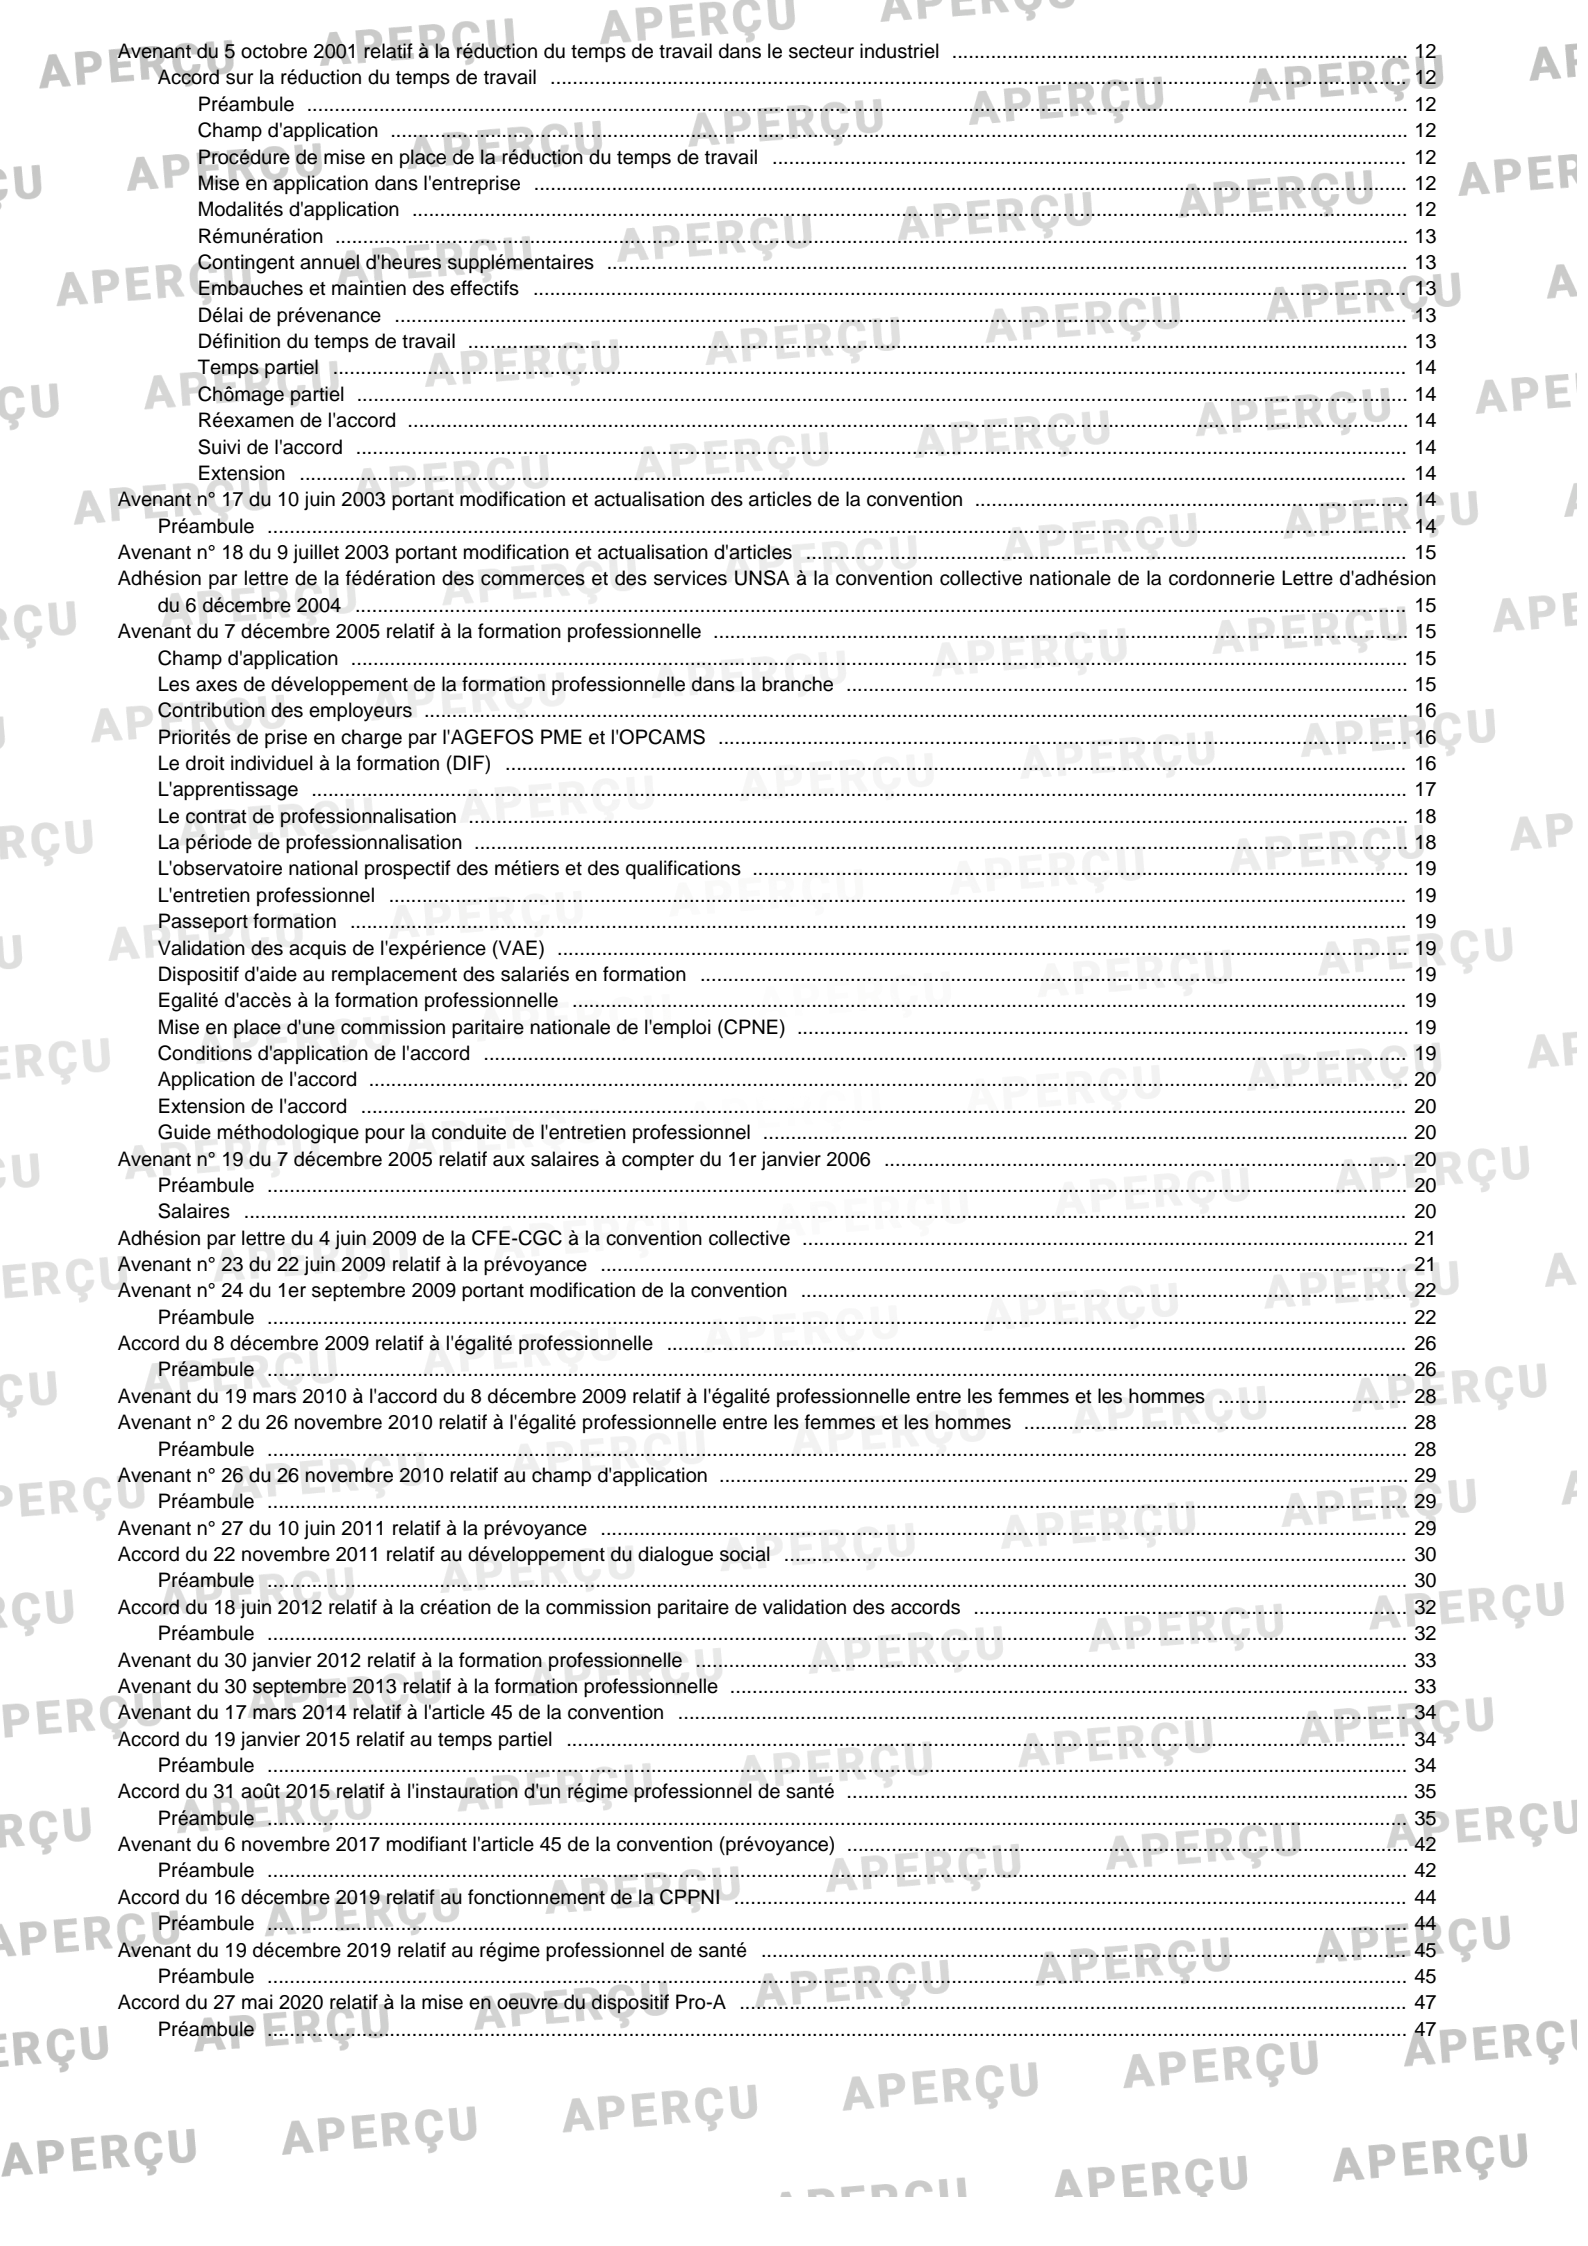 Avenant du 5 octobre 2001 relatif à la réduction du temps de travail dans le secteur industriel ... 12
Accord sur la réduction du temps de travail ... 12
Préambule ... 12
Champ d'application ... 12
Procédure de mise en place de la réduction du temps de travail ... 12
Mise en application dans l'entreprise ... 12
Modalités d'application ... 12
Rémunération ... 13
Contingent annuel d'heures supplémentaires ... 13
Embauches et maintien des effectifs ... 13
Délai de prévenance ... 13
Définition du temps de travail ... 13
Temps partiel ... 14
Chômage partiel ... 14
Réexamen de l'accord ... 14
Suivi de l'accord ... 14
Extension ... 14
Avenant n° 17 du 10 juin 2003 portant modification et actualisation des articles de la convention ... 14
Préambule ... 14
Avenant n° 18 du 9 juillet 2003 portant modification et actualisation d'articles ... 15
Adhésion par lettre de la fédération des commerces et des services UNSA à la convention collective nationale de la cordonnerie Lettre d'adhésion
du 6 décembre 2004 ... 15
Avenant du 7 décembre 2005 relatif à la formation professionnelle ... 15
Champ d'application ... 15
Les axes de développement de la formation professionnelle dans la branche ... 15
Contribution des employeurs ... 16
Priorités de prise en charge par l'AGEFOS PME et l'OPCAMS ... 16
Le droit individuel à la formation (DIF) ... 16
L'apprentissage ... 17
Le contrat de professionnalisation ... 18
La période de professionnalisation ... 18
L'observatoire national prospectif des métiers et des qualifications ... 19
L'entretien professionnel ... 19
Passeport formation ... 19
Validation des acquis de l'expérience (VAE) ... 19
Dispositif d'aide au remplacement des salariés en formation ... 19
Egalité d'accès à la formation professionnelle ... 19
Mise en place d'une commission paritaire nationale de l'emploi (CPNE) ... 19
Conditions d'application de l'accord ... 19
Application de l'accord ... 20
Extension de l'accord ... 20
Guide méthodologique pour la conduite de l'entretien professionnel ... 20
Avenant n° 19 du 7 décembre 2005 relatif aux salaires à compter du 1er janvier 2006 ... 20
Préambule ... 20
Salaires ... 20
Adhésion par lettre du 4 juin 2009 de la CFE-CGC à la convention collective ... 21
Avenant n° 23 du 22 juin 2009 relatif à la prévoyance ... 21
Avenant n° 24 du 1er septembre 2009 portant modification de la convention ... 22
Préambule ... 22
Accord du 8 décembre 2009 relatif à l'égalité professionnelle ... 26
Préambule ... 26
Avenant du 19 mars 2010 à l'accord du 8 décembre 2009 relatif à l'égalité professionnelle entre les femmes et les hommes ... 28
Avenant n° 2 du 26 novembre 2010 relatif à l'égalité professionnelle entre les femmes et les hommes ... 28
Préambule ... 28
Avenant n° 26 du 26 novembre 2010 relatif au champ d'application ... 29
Préambule ... 29
Avenant n° 27 du 10 juin 2011 relatif à la prévoyance ... 29
Accord du 22 novembre 2011 relatif au développement du dialogue social ... 30
Préambule ... 30
Accord du 18 juin 2012 relatif à la création de la commission paritaire de validation des accords ... 32
Préambule ... 32
Avenant du 30 janvier 2012 relatif à la formation professionnelle ... 33
Avenant du 30 septembre 2013 relatif à la formation professionnelle ... 33
Avenant du 17 mars 2014 relatif à l'article 45 de la convention ... 34
Accord du 19 janvier 2015 relatif au temps partiel ... 34
Préambule ... 34
Accord du 31 août 2015 relatif à l'instauration d'un régime professionnel de santé ... 35
Préambule ... 35
Avenant du 6 novembre 2017 modifiant l'article 45 de la convention (prévoyance) ... 42
Préambule ... 42
Accord du 16 décembre 2019 relatif au fonctionnement de la CPPNI ... 44
Préambule ... 44
Avenant du 19 décembre 2019 relatif au régime professionnel de santé ... 45
Préambule ... 45
Accord du 27 mai 2020 relatif à la mise en oeuvre du dispositif Pro-A ... 47
Préambule ... 47
APERÇU